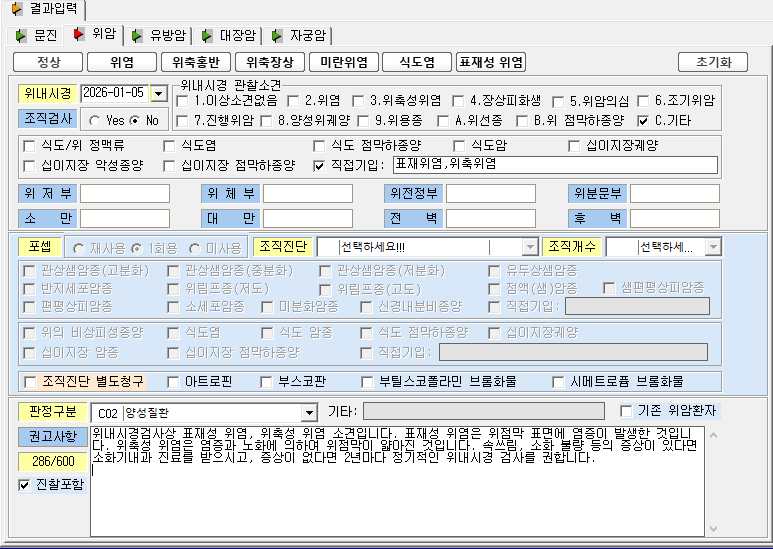 결과입력
문진 위암 유방암 대장암 자궁암
정상 위염 위축홍반 위축장상 미란위염 식도염 표재성 위염 초기화
위내시경 2026-01-05 위내시경 관찰소견
1.이상소견없음 2.위염 3.위축성위염 4.장상피화생 5.위암의심 6.조기위암
조직검사 Yes No 7.진행위암 8.양성위궤양 9.위용종 A.위선종 B.위 점막하종양 C.기타
식도/위 정맥류 식도염 식도 점막하종양 식도암 십이지장궤양
십이지장 악성종양 십이지장 점막하종양 직접기입: 표재위염,위축위염
위 저 부 위 체 부 위전정부 위분문부
소 만 대 만 전 벽 후 벽
포셉 재사용 1회용 미사용 조직진단 선택하세요!!! 조직개수 선택하세...
관상샘암종(고분화) 관상샘암종(중분화) 관상샘암종(저분화) 유두상샘암종
반지세포암종 위림프종(저도) 위림프종(고도) 점액(샘)암종 샘편평상피암종
편평상피암종 소세포암종 미분화암종 신경내분비종양 직접기입:
위의 비상피성종양 식도염 식도 암종 식도 점막하종양 십이지장궤양
십이지장 암종 십이지장 점막하종양 직접기입:
조직진단 별도청구 아트로핀 부스코판 부틸스코플라민 브롬화물 시메트로퓸 브롬화물
판정구분 C02 양성질환 기타: 기존 위암환자
권고사항 위내시경검사상 표재성 위염, 위축성 위염 소견입니다. 표재성 위염은 위점막 표면에 염증이 발생한 것입니
다. 위축성 위염은 염증과 노화에 의하여 위점막이 얇아진 것입니다. 속쓰림, 소화 불량 등의 증상이 있다면
286/600 소화기내과 진료를 받으시고, 증상이 없다면 2년마다 정기적인 위내시경 검사를 권합니다.
진찰포함